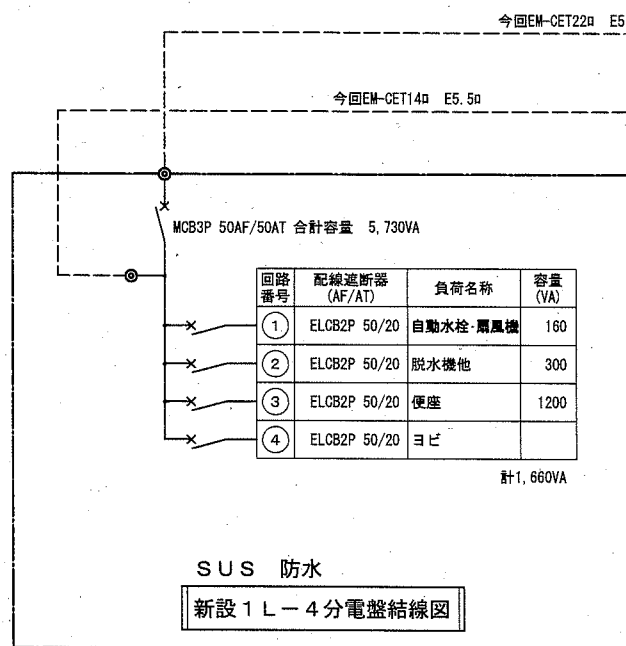 今回EM-CET22□ E5
今回EM-CET14□ E5.5□
MCB3P 50AF/50AT 合計容量 5,730VA
回路番号 配線遮断器(AF/AT) 負荷名称 容量(VA)
① ELCB2P 50/20 自動水栓・扇風機 160
② ELCB2P 50/20 脱水機他 300
③ ELCB2P 50/20 便座 1200
④ ELCB2P 50/20 ヨビ
計1,660VA
SUS 防水
新設1L-4分電盤結線図